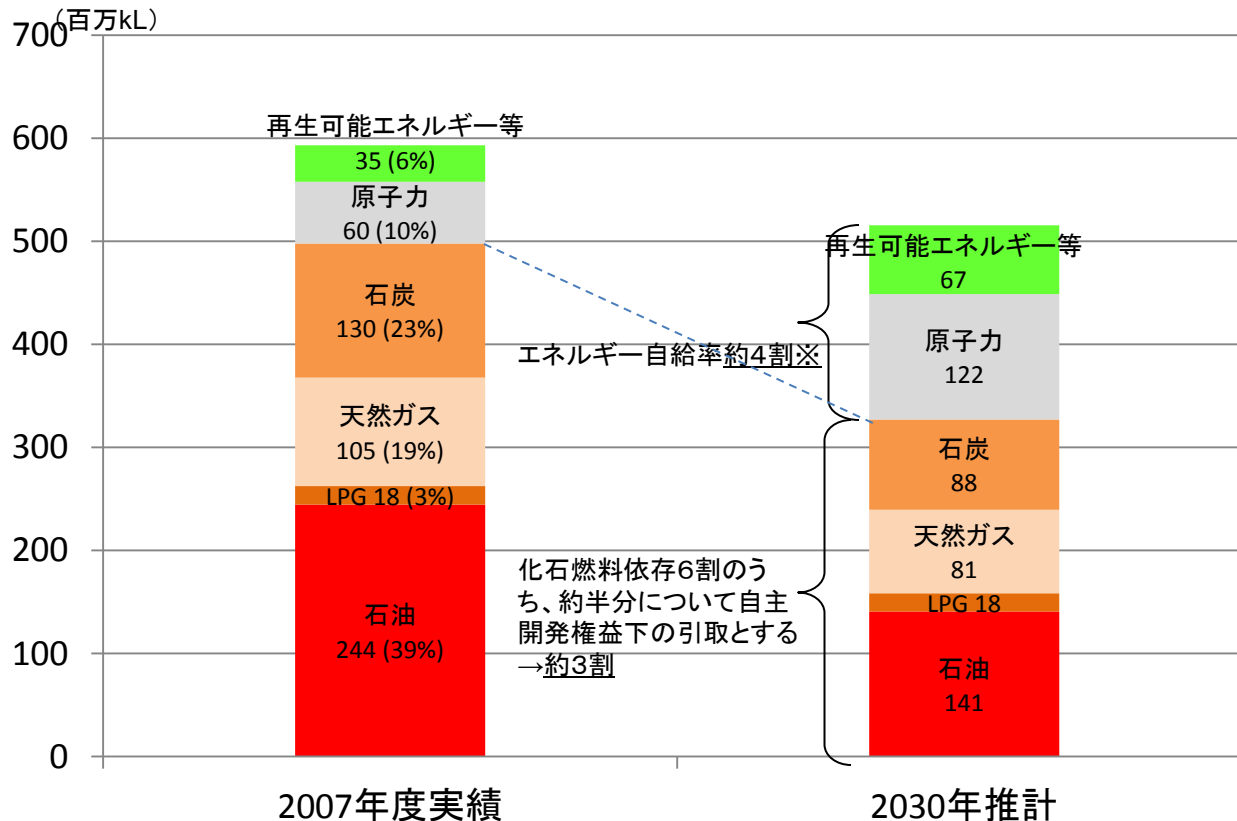 (百万kL)
700
600
500
400
300
200
100
0
再生可能エネルギー等
35 (6%)
原子力
60 (10%)
石炭
130 (23%)
天然ガス
105 (19%)
LPG 18 (3%)
石油
244 (39%)
エネルギー自給率約4割※
化石燃料依存6割のう
ち、約半分について自主
開発権益下の引取とする
→約3割
再生可能エネルギー等
67
原子力
122
石炭
88
天然ガス
81
LPG 18
石油
141
2007年度実績
2030年推計